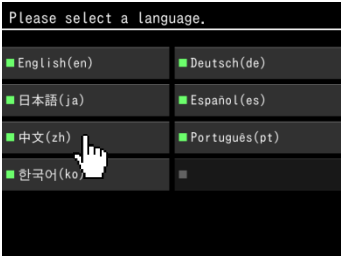 Please select a language.
English(en)
Deutsch(de)
日本語(ja)
Español(es)
中文(zh)
Português(pt)
한국어(ko)